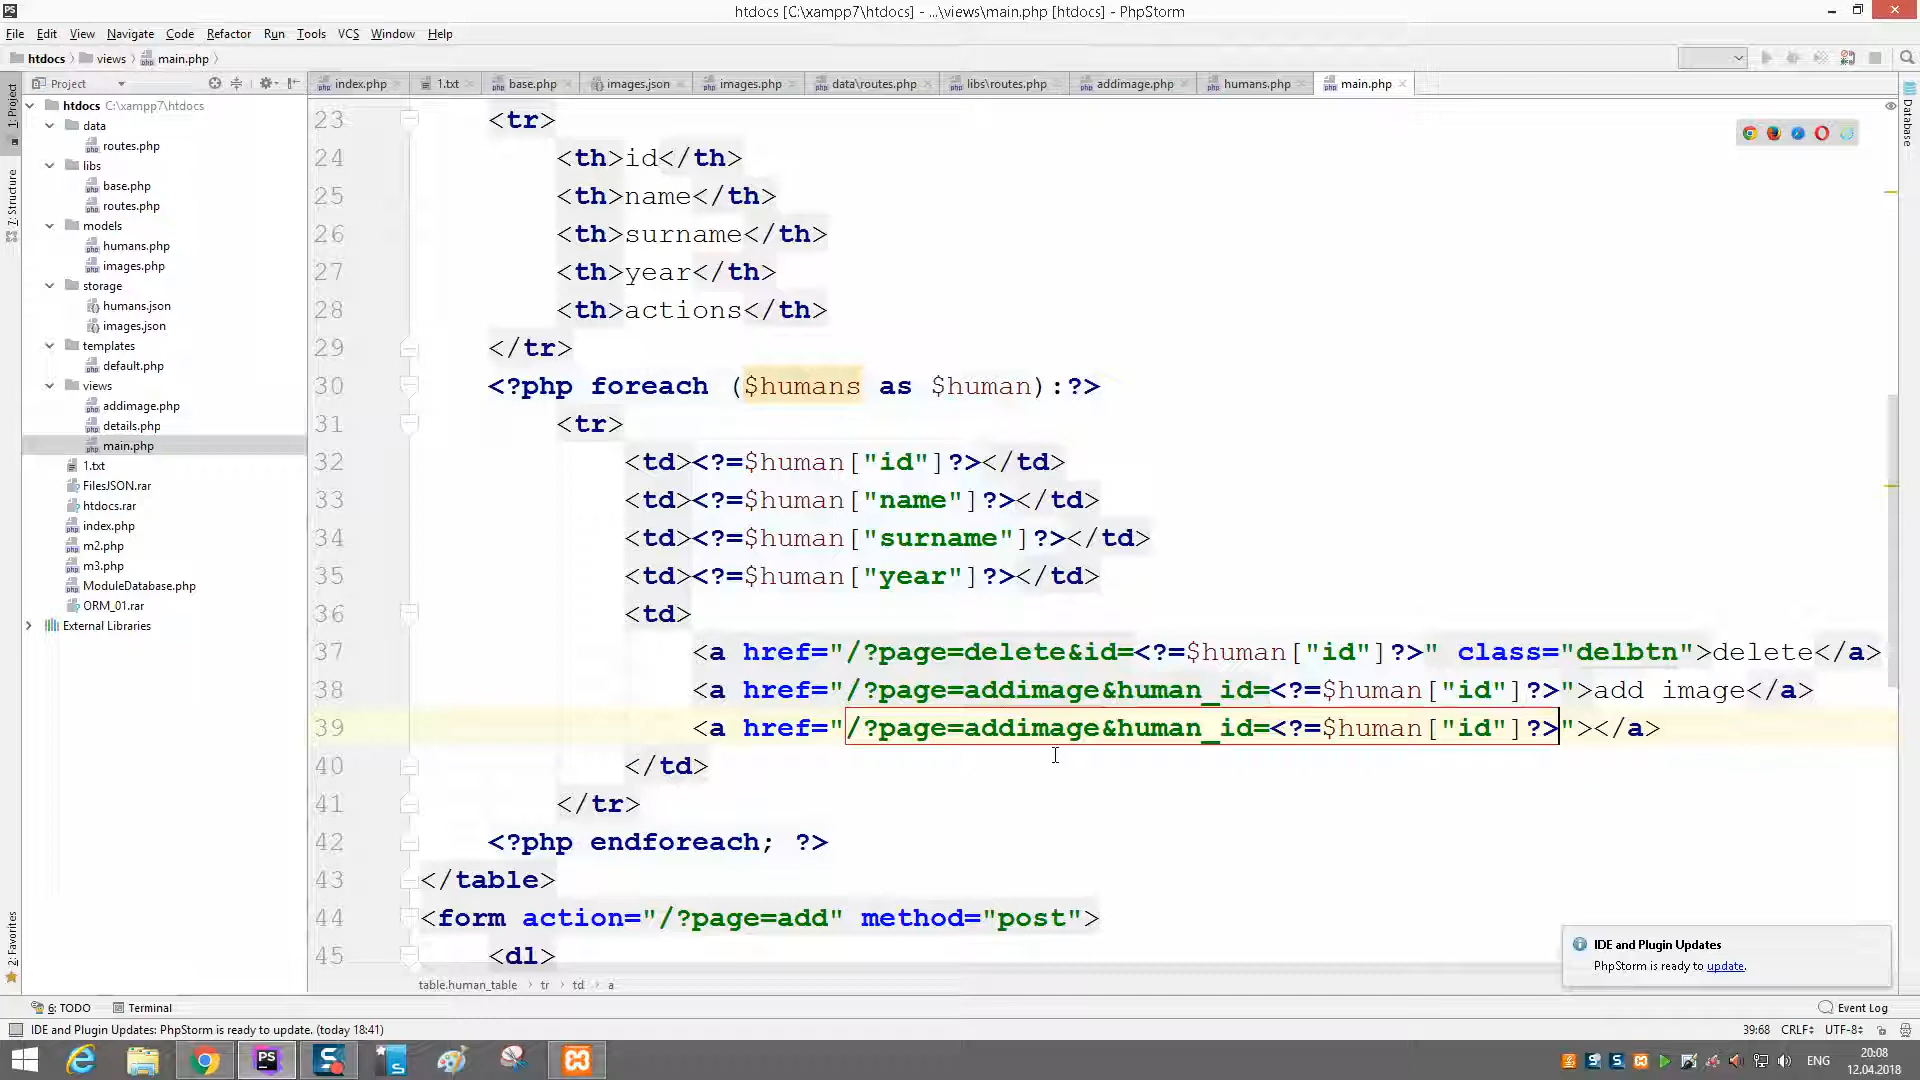 PS
htdocs [C:\xampp7\htdocs] - ...\views\main.php [htdocs] - PhpStorm
File Edit View Navigate Code Refactor Run Tools VCS Window Help
htdocs views main.php
Project
index.php 1.txt base.php images.json images.php data\routes.php libs\routes.php addimage.php humans.php main.php
1: Project
7: Structure
2: Favorites
Database
htdocs C:\xampp7\htdocs
data
routes.php
libs
base.php
routes.php
models
humans.php
images.php
storage
humans.json
images.json
templates
default.php
views
addimage.php
details.php
main.php
1.txt
FilesJSON.rar
htdocs.rar
index.php
m2.php
m3.php
ModuleDatabase.php
ORM_01.rar
External Libraries
23 <tr>
24 <th>id</th>
25 <th>name</th>
26 <th>surname</th>
27 <th>year</th>
28 <th>actions</th>
29 </tr>
30 <?php foreach ($humans as $human):?>
31 <tr>
32 <td><?=$human["id"]?></td>
33 <td><?=$human["name"]?></td>
34 <td><?=$human["surname"]?></td>
35 <td><?=$human["year"]?></td>
36 <td>
37 <a href="/?page=delete&id=<?=$human["id"]?>" class="delbtn">delete</a>
38 <a href="/?page=addimage&human_id=<?=$human["id"]?>">add image</a>
39 <a href="/?page=addimage&human_id=<?=$human["id"]?>"></a>
40 </td>
41 </tr>
42 <?php endforeach; ?>
43 </table>
44 <form action="/?page=add" method="post">
45 <dl>
table.human_table tr td a
IDE and Plugin Updates
PhpStorm is ready to update.
6: TODO Terminal Event Log
IDE and Plugin Updates: PhpStorm is ready to update. (today 18:41) 39:68 CRLF UTF-8
ENG 20:08
12.04.2018